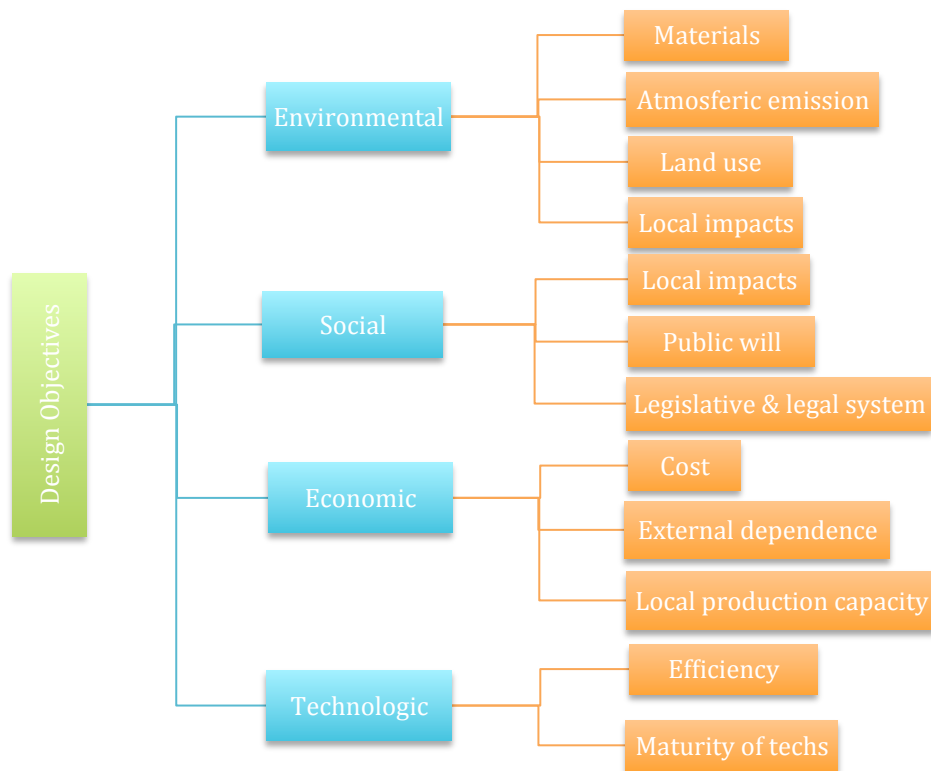 Design Objectives
Environmental
Materials
Atmosferic emission
Land use
Local impacts
Social
Local impacts
Public will
Legislative & legal system
Economic
Cost
External dependence
Local production capacity
Technologic
Efficiency
Maturity of techs